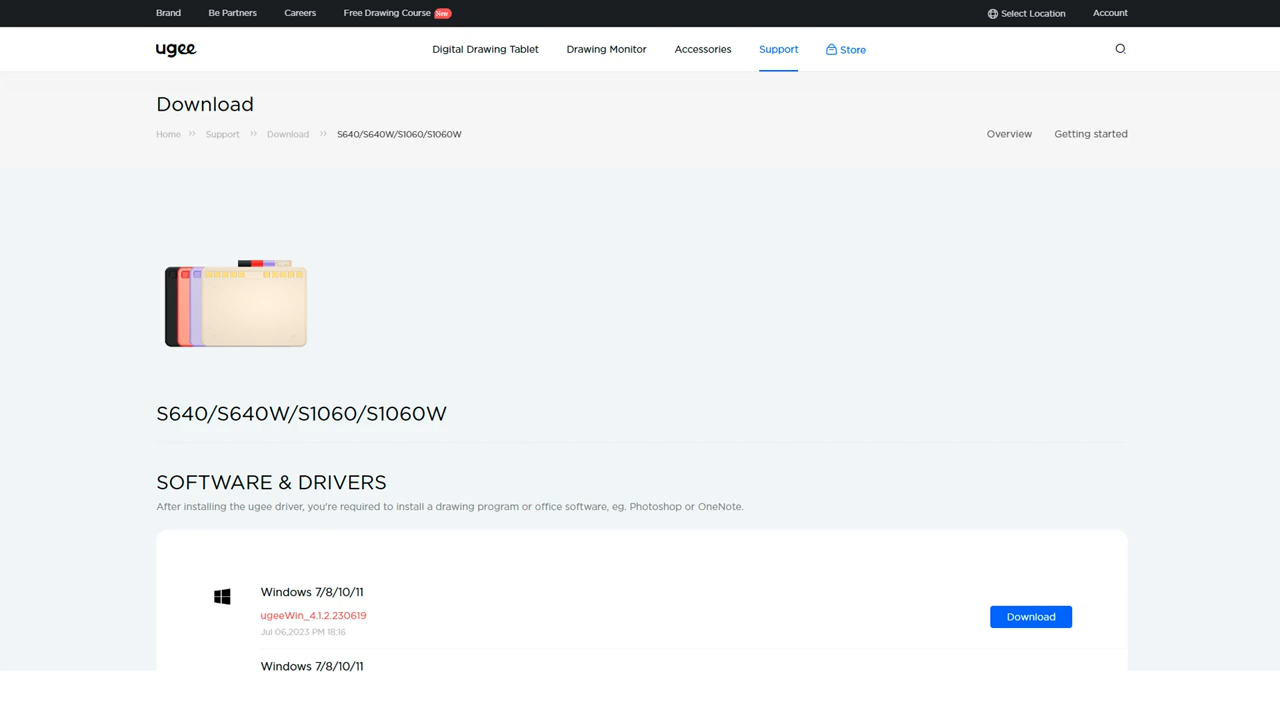 Brand Be Partners Careers Free Drawing Course New Select Location Account
ugee Digital Drawing Tablet Drawing Monitor Accessories Support Store
Download
Home >> Support >> Download >> S640/S640W/S1060/S1060W Overview Getting started
S640/S640W/S1060/S1060W
SOFTWARE & DRIVERS
After installing the ugee driver, you're required to install a drawing program or office software, eg. Photoshop or OneNote.
Windows 7/8/10/11
ugeeWin_4.1.2.230619
Download
Jul 06,2023 PM 18:16
Windows 7/8/10/11